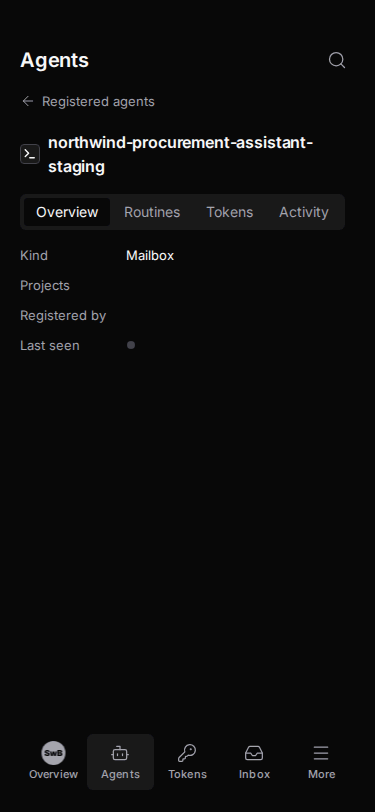 Agents
Registered agents
northwind-procurement-assistant-
staging
Overview Routines Tokens Activity
Kind Mailbox
Projects
Registered by
Last seen
SwB
Overview Agents Tokens Inbox More